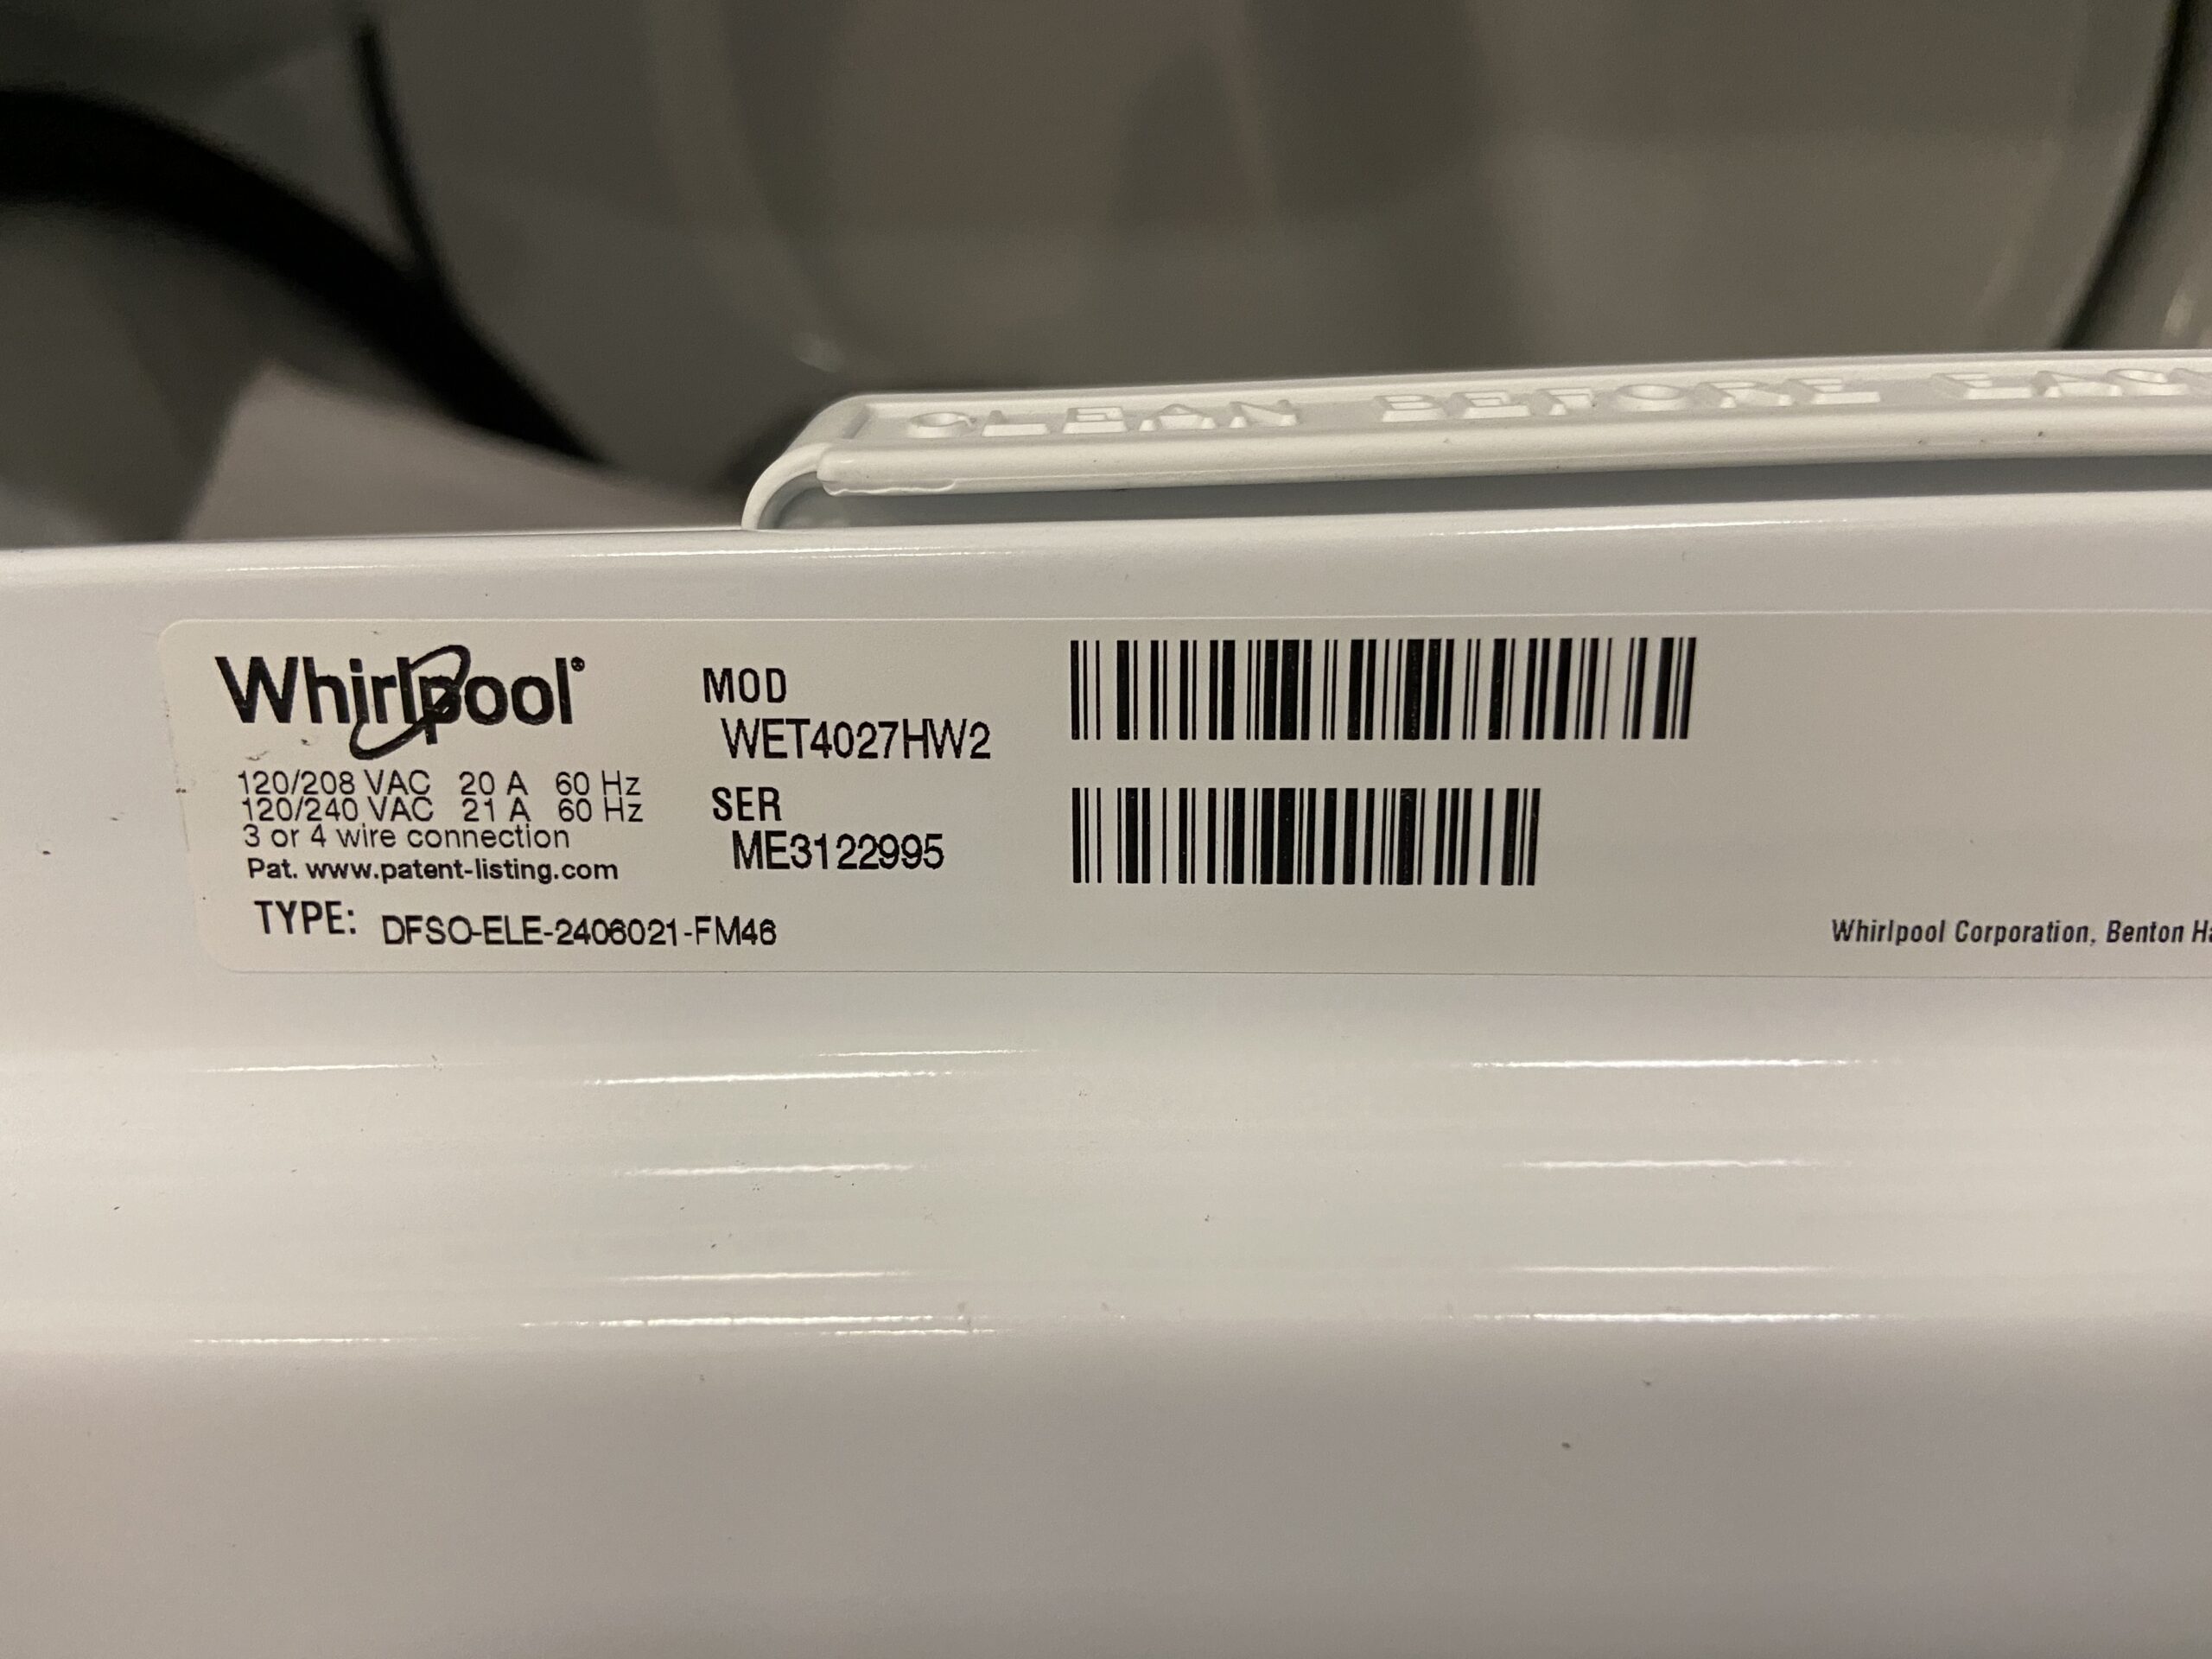 CLEAN BEFORE
Whirlpool®
MOD
WET4027HW2
120/208 VAC 20 A 60 Hz
120/240 VAC 21 A 60 Hz
3 or 4 wire connection
Pat. www.patent-listing.com
SER
ME3122995
TYPE: DFSO-ELE-2406021-FM46
Whirlpool Corporation, Benton